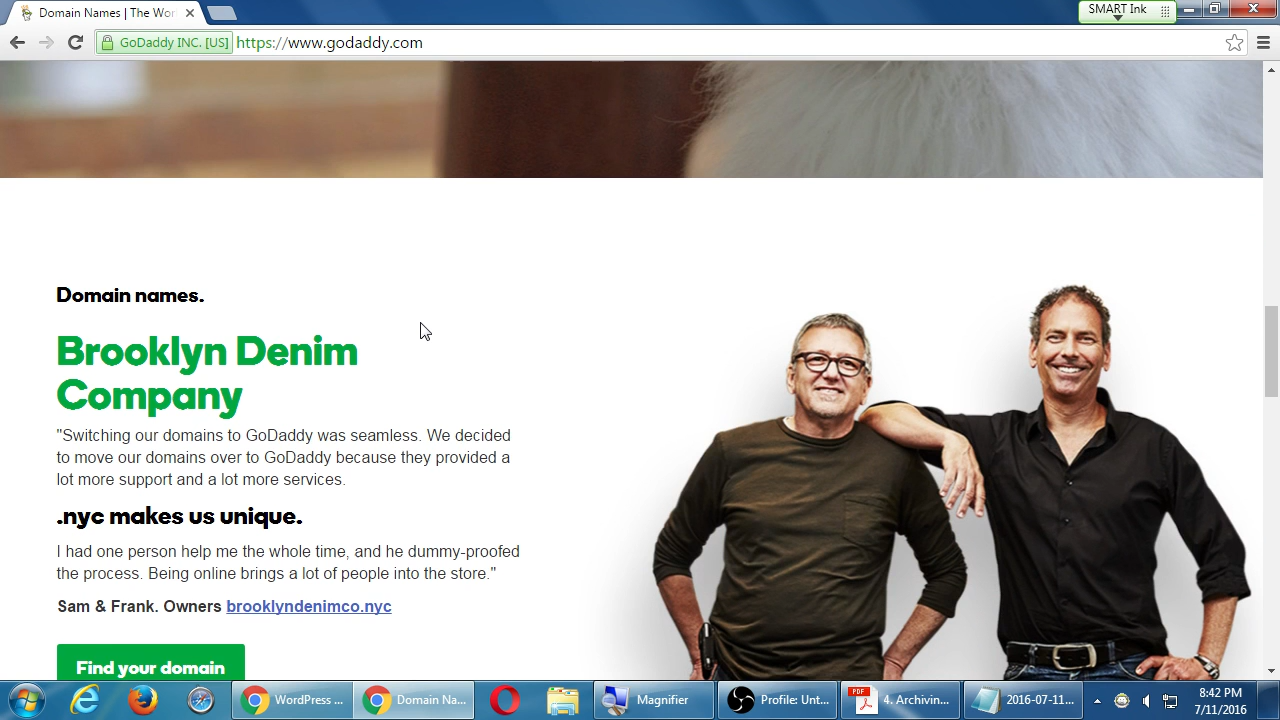 Domain Names | The Wor
SMART Ink
GoDaddy INC. [US]
https://www.godaddy.com
Domain names.
Brooklyn Denim
Company
"Switching our domains to GoDaddy was seamless. We decided
to move our domains over to GoDaddy because they provided a
lot more support and a lot more services.
.nyc makes us unique.
I had one person help me the whole time, and he dummy-proofed
the process. Being online brings a lot of people into the store."
Sam & Frank. Owners brooklyndenimco.nyc
Find your domain
WordPress ...
Domain Na...
Magnifier
Profile: Unt...
PDF
4. Archivin...
2016-07-11...
8:42 PM
7/11/2016